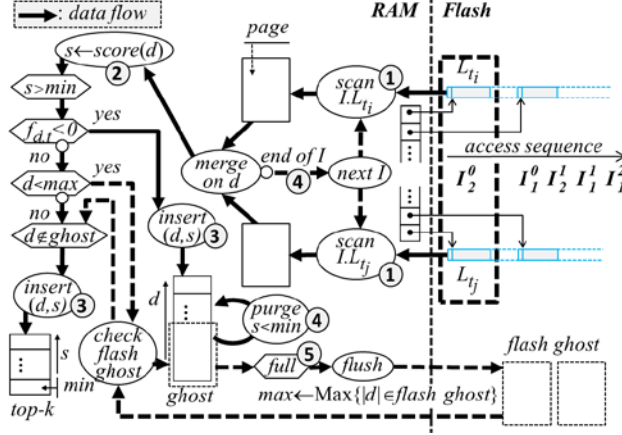 : data flow
page
RAM
Flash
s←score(d)
2
scan
I.L_{t_i}
1
L_{t_i}
s>min
f_{d,t}<0
yes
no
merge
on d
end of I
4
next I
access sequence
I_2^0 I_1^0 I_2^1 I_1^1 I_1^2
d<max
yes
no
d∉ghost
insert
(d,s)
3
scan
I.L_{t_j}
1
L_{t_j}
insert
(d,s)
3
d
purge
s<min
4
check
flash
ghost
s
min
top-k
ghost
full
5
flush
flash ghost
max←Max{|d|∈flash ghost}